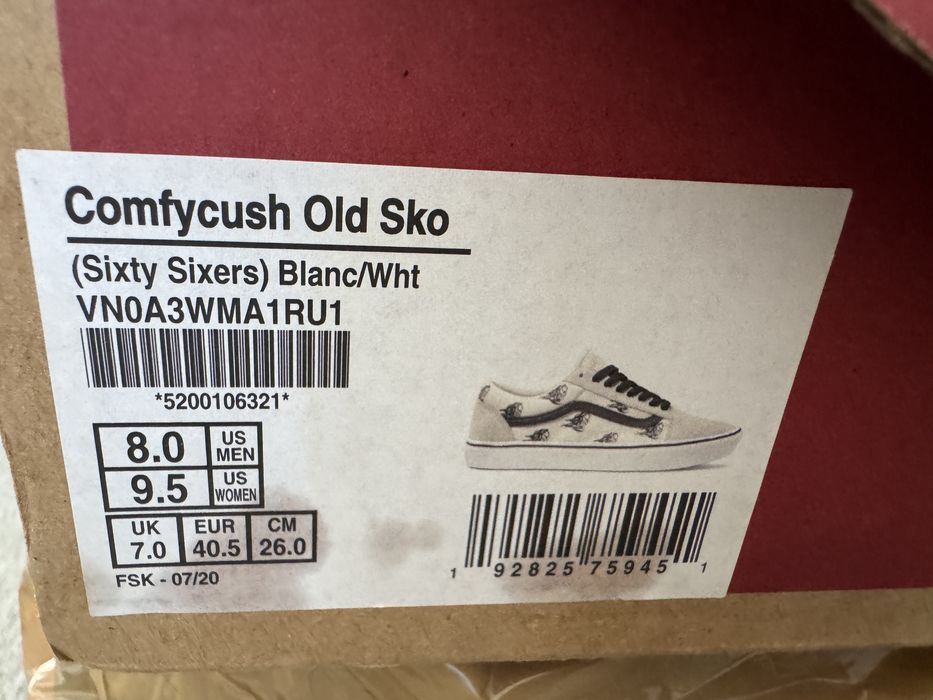 Comfycush Old Sko
(Sixty Sixers) Blanc/Wht
VN0A3WMA1RU1
*5200106321*
8.0 US MEN
9.5 US WOMEN
UK EUR CM
7.0 40.5 26.0
FSK - 07/20
1 92825 75945 1